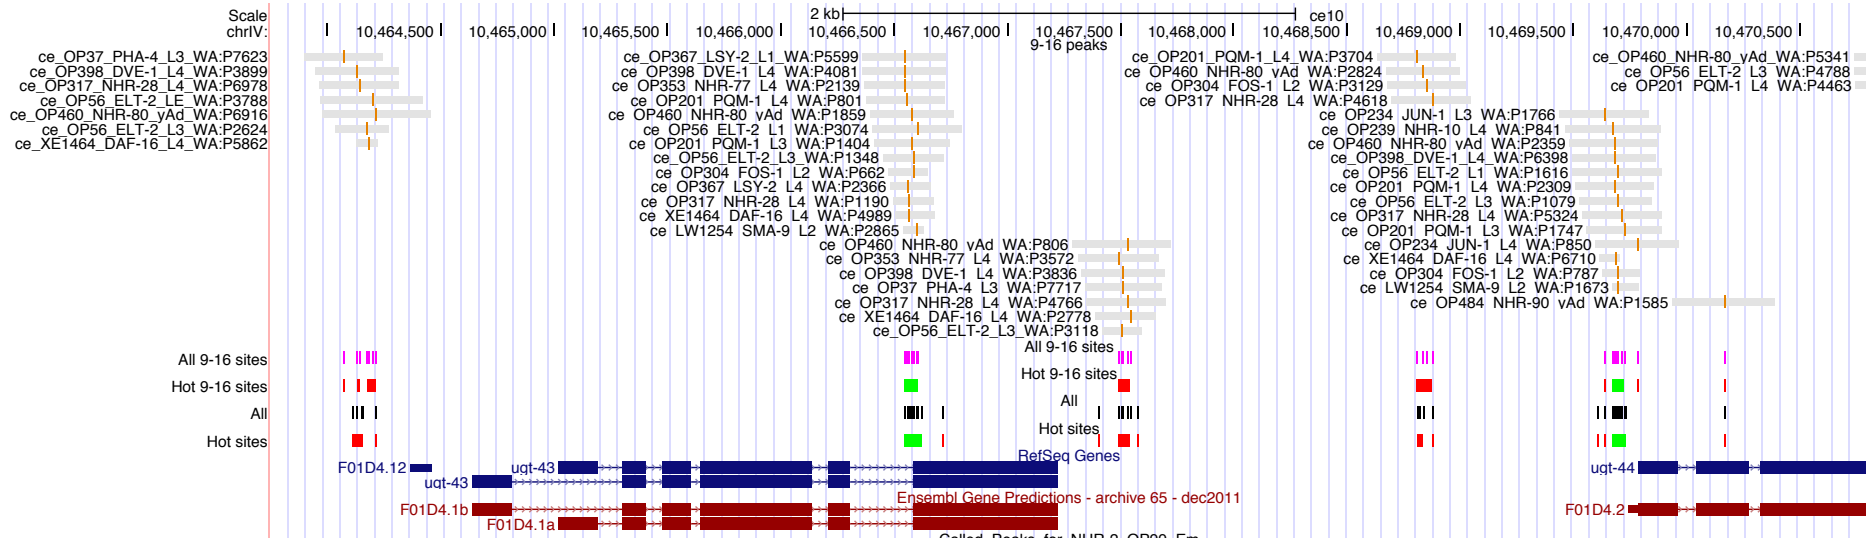 Scale 2 kb ce10
chrIV: 10,464,500 10,465,000 10,465,500 10,466,000 10,466,500 10,467,000 10,467,500 10,468,000 10,468,500 10,469,000 10,469,500 10,470,000 10,470,500
9-16 peaks
ce_OP37_PHA-4_L3_WA:P7623 ce_OP367_LSY-2_L1_WA:P5599 ce_OP201_PQM-1_L4_WA:P3704 ce_OP460_NHR-80_yAd_WA:P5341
ce_OP398_DVE-1_L4_WA:P3899 ce_OP398_DVE-1_L4_WA:P4081 ce_OP460_NHR-80_yAd_WA:P2824 ce_OP56_ELT-2_L3_WA:P4788
ce_OP317_NHR-28_L4_WA:P6978 ce_OP353_NHR-77_L4_WA:P2139 ce_OP304_FOS-1_L2_WA:P3129 ce_OP201_PQM-1_L4_WA:P4463
ce_OP56_ELT-2_LE_WA:P3788 ce_OP201_PQM-1_L4_WA:P801 ce_OP317_NHR-28_L4_WA:P4618
ce_OP460_NHR-80_yAd_WA:P6916 ce_OP460_NHR-80_yAd_WA:P1859 ce_OP234_JUN-1_L3_WA:P1766
ce_OP56_ELT-2_L3_WA:P2624 ce_OP56_ELT-2_L1_WA:P3074 ce_OP239_NHR-10_L4_WA:P841
ce_XE1464_DAF-16_L4_WA:P5862 ce_OP201_PQM-1_L3_WA:P1404 ce_OP460_NHR-80_yAd_WA:P2359
ce_OP56_ELT-2_L3_WA:P1348 ce_OP398_DVE-1_L4_WA:P6398
ce_OP304_FOS-1_L2_WA:P662 ce_OP56_ELT-2_L1_WA:P1616
ce_OP367_LSY-2_L4_WA:P2366 ce_OP201_PQM-1_L4_WA:P2309
ce_OP317_NHR-28_L4_WA:P1190 ce_OP56_ELT-2_L3_WA:P1079
ce_XE1464_DAF-16_L4_WA:P4989 ce_OP317_NHR-28_L4_WA:P5324
ce_LW1254_SMA-9_L2_WA:P2865 ce_OP201_PQM-1_L3_WA:P1747
ce_OP460_NHR-80_yAd_WA:P806 ce_OP234_JUN-1_L4_WA:P850
ce_OP353_NHR-77_L4_WA:P3572 ce_XE1464_DAF-16_L4_WA:P6710
ce_OP398_DVE-1_L4_WA:P3836 ce_OP304_FOS-1_L2_WA:P787
ce_OP37_PHA-4_L3_WA:P7717 ce_LW1254_SMA-9_L2_WA:P1673
ce_OP317_NHR-28_L4_WA:P4766 ce_OP484_NHR-90_yAd_WA:P1585
ce_XE1464_DAF-16_L4_WA:P2778
ce_OP56_ELT-2_L3_WA:P3118
All 9-16 sites
All 9-16 sites
Hot 9-16 sites
Hot 9-16 sites
All
All
Hot sites
Hot sites
RefSeq Genes
F01D4.12 ugt-43 ugt-44
ugt-43
Ensembl Gene Predictions - archive 65 - dec2011
F01D4.1b F01D4.2
F01D4.1a
Called Peaks for NHR-8 OP99 Em